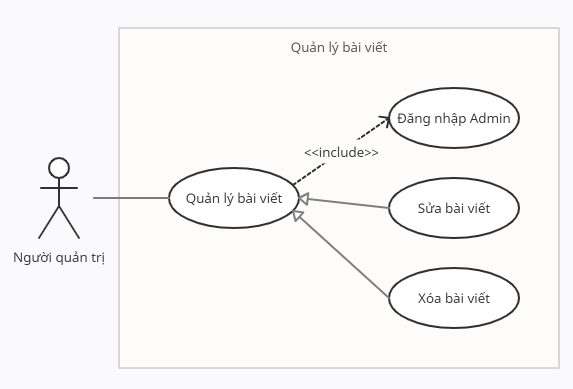 Quản lý bài viết
Đăng nhập Admin
<<include>>
Quản lý bài viết
Sửa bài viết
Người quản trị
Xóa bài viết